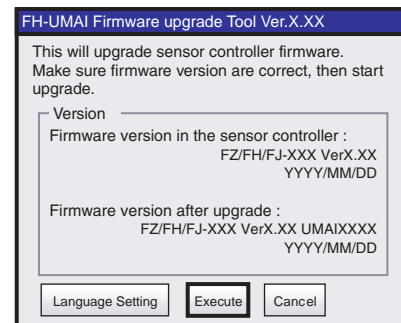 FH-UMAI Firmware upgrade Tool Ver.X.XX
This will upgrade sensor controller firmware.
Make sure firmware version are correct, then start
upgrade.
Version
Firmware version in the sensor controller :
FZ/FH/FJ-XXX VerX.XX
YYYY/MM/DD
Firmware version after upgrade :
FZ/FH/FJ-XXX VerX.XX UMAIXXXX
YYYY/MM/DD
Language Setting Execute Cancel